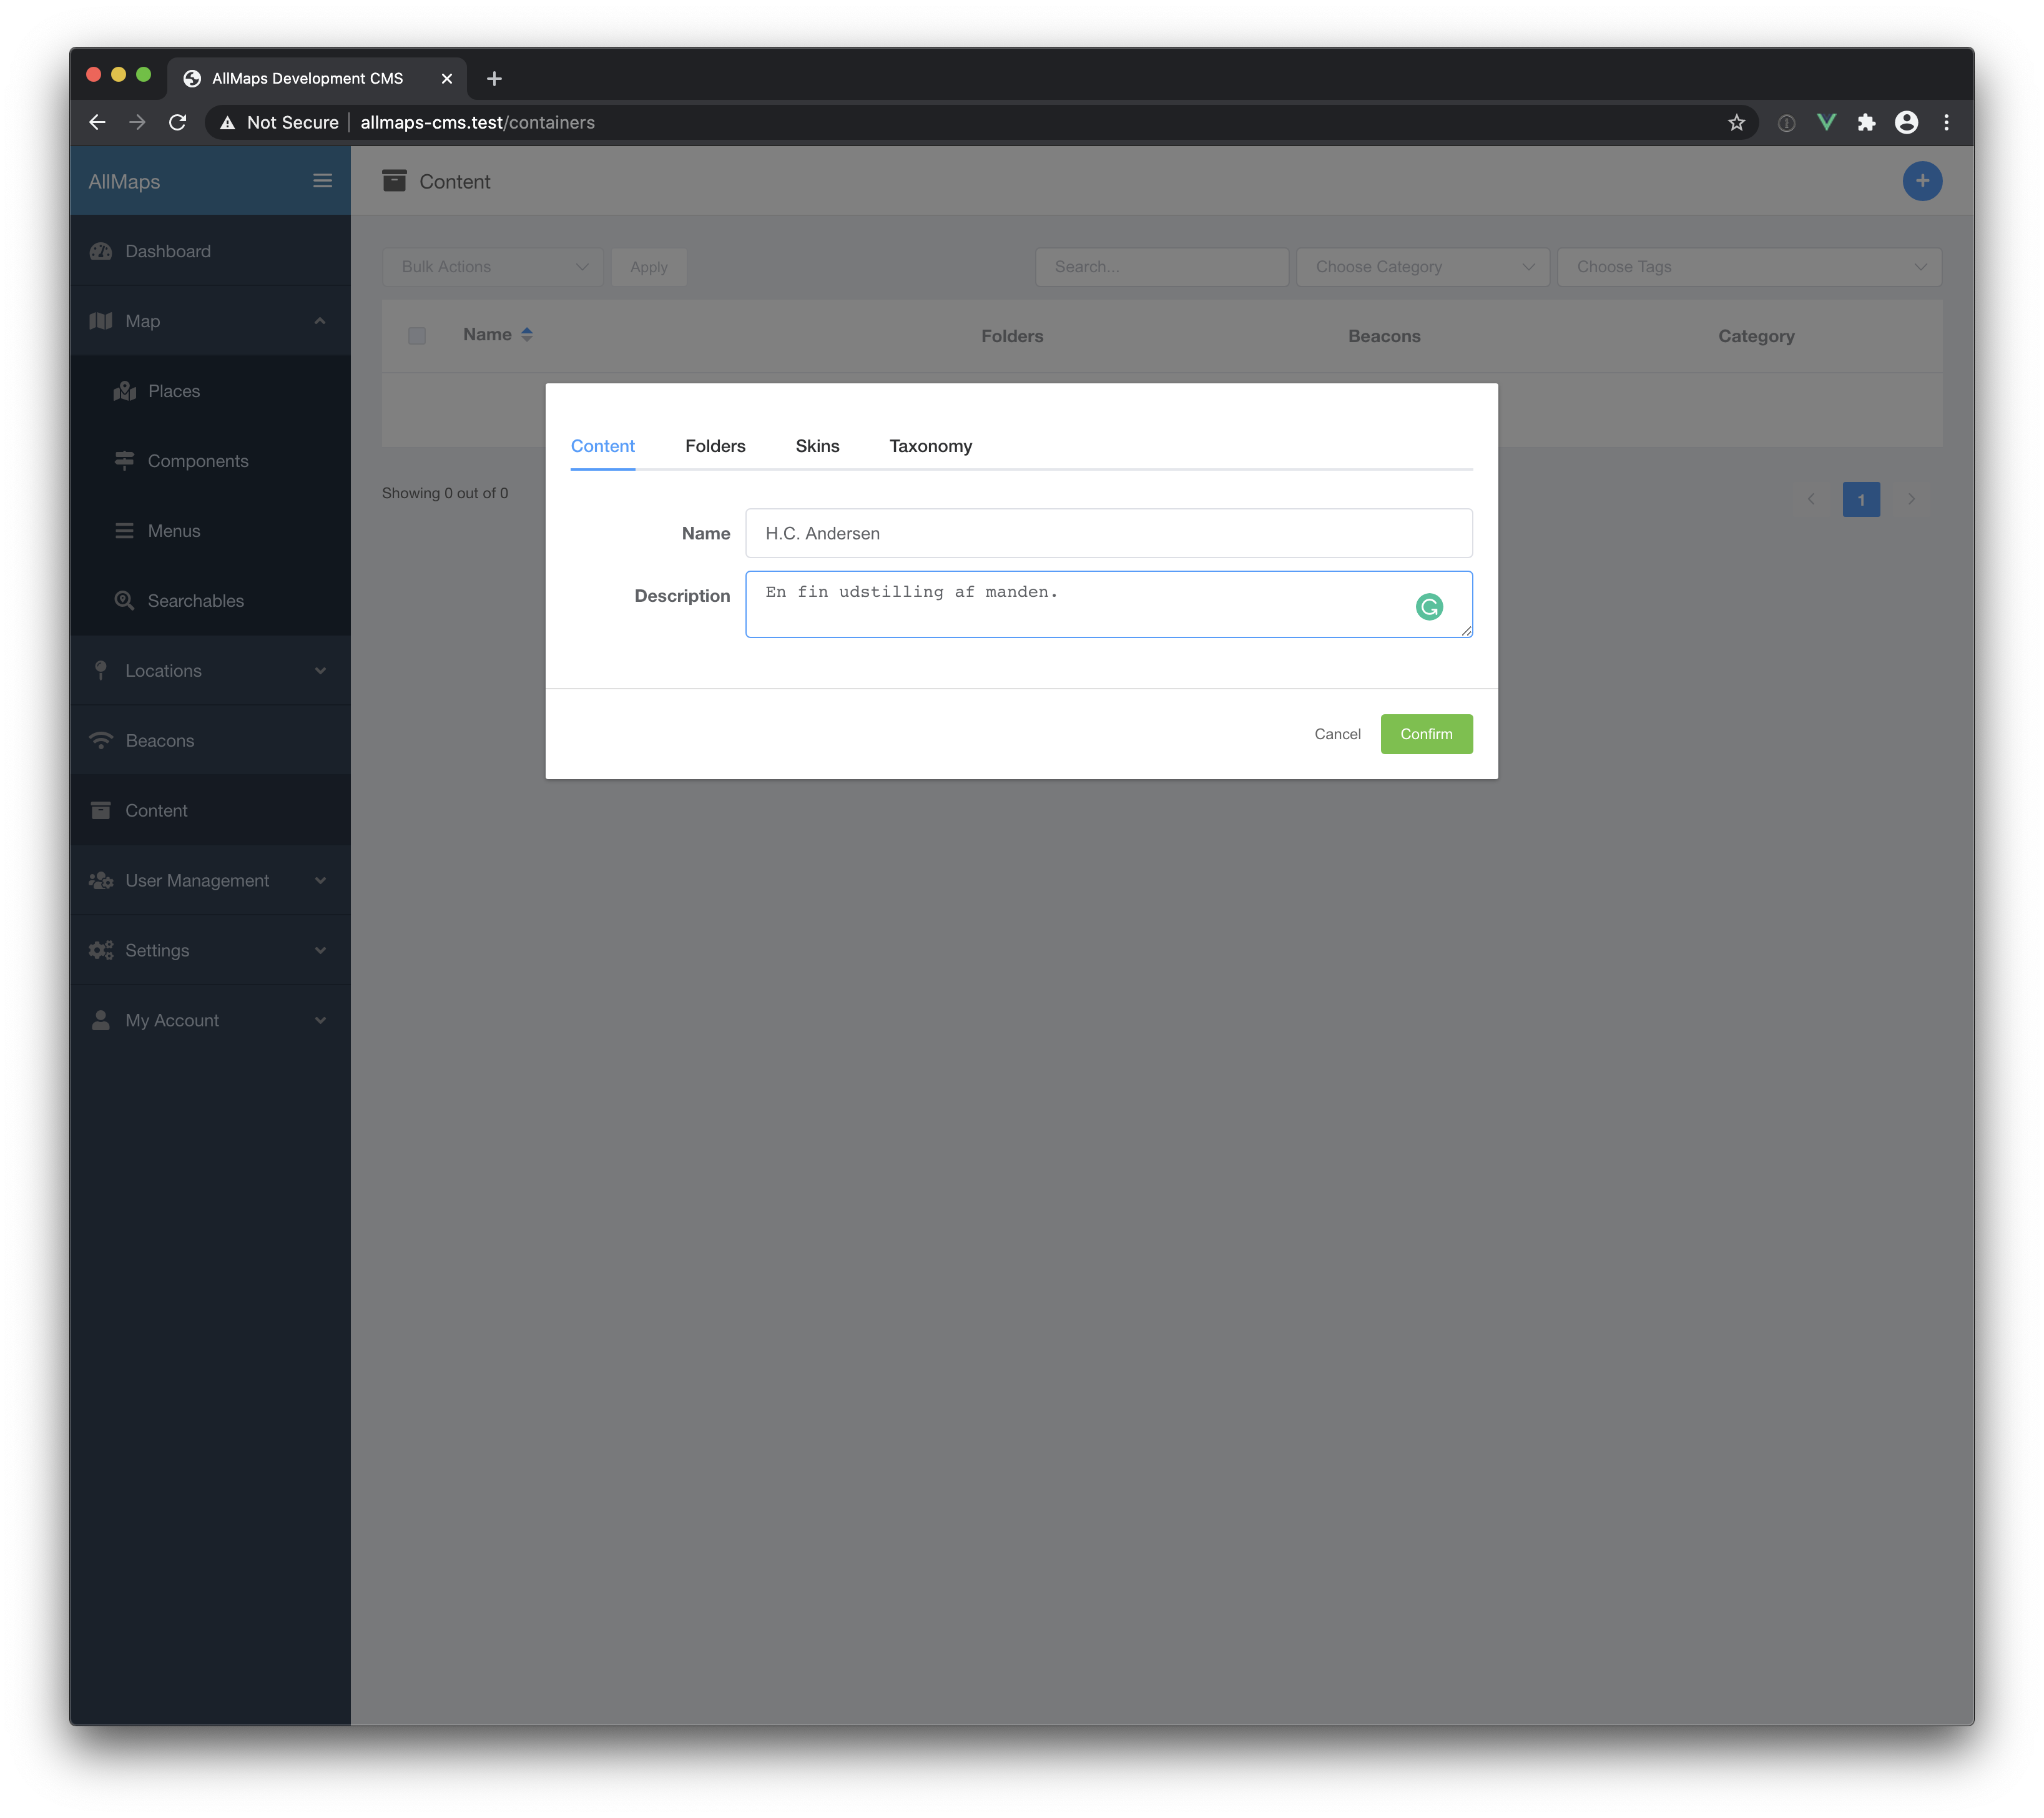 AllMaps Development CMS
Not Secure allmaps-cms.test/containers
AllMaps
Content
Dashboard
Map
Places
Components
Menus
Searchables
Locations
Beacons
Content
User Management
Settings
My Account
Bulk Actions Apply Search... Choose Category Choose Tags
Name Folders Beacons Category
Showing 0 out of 0
1
Content Folders Skins Taxonomy
Name H.C. Andersen
Description En fin udstilling af manden.
Cancel Confirm